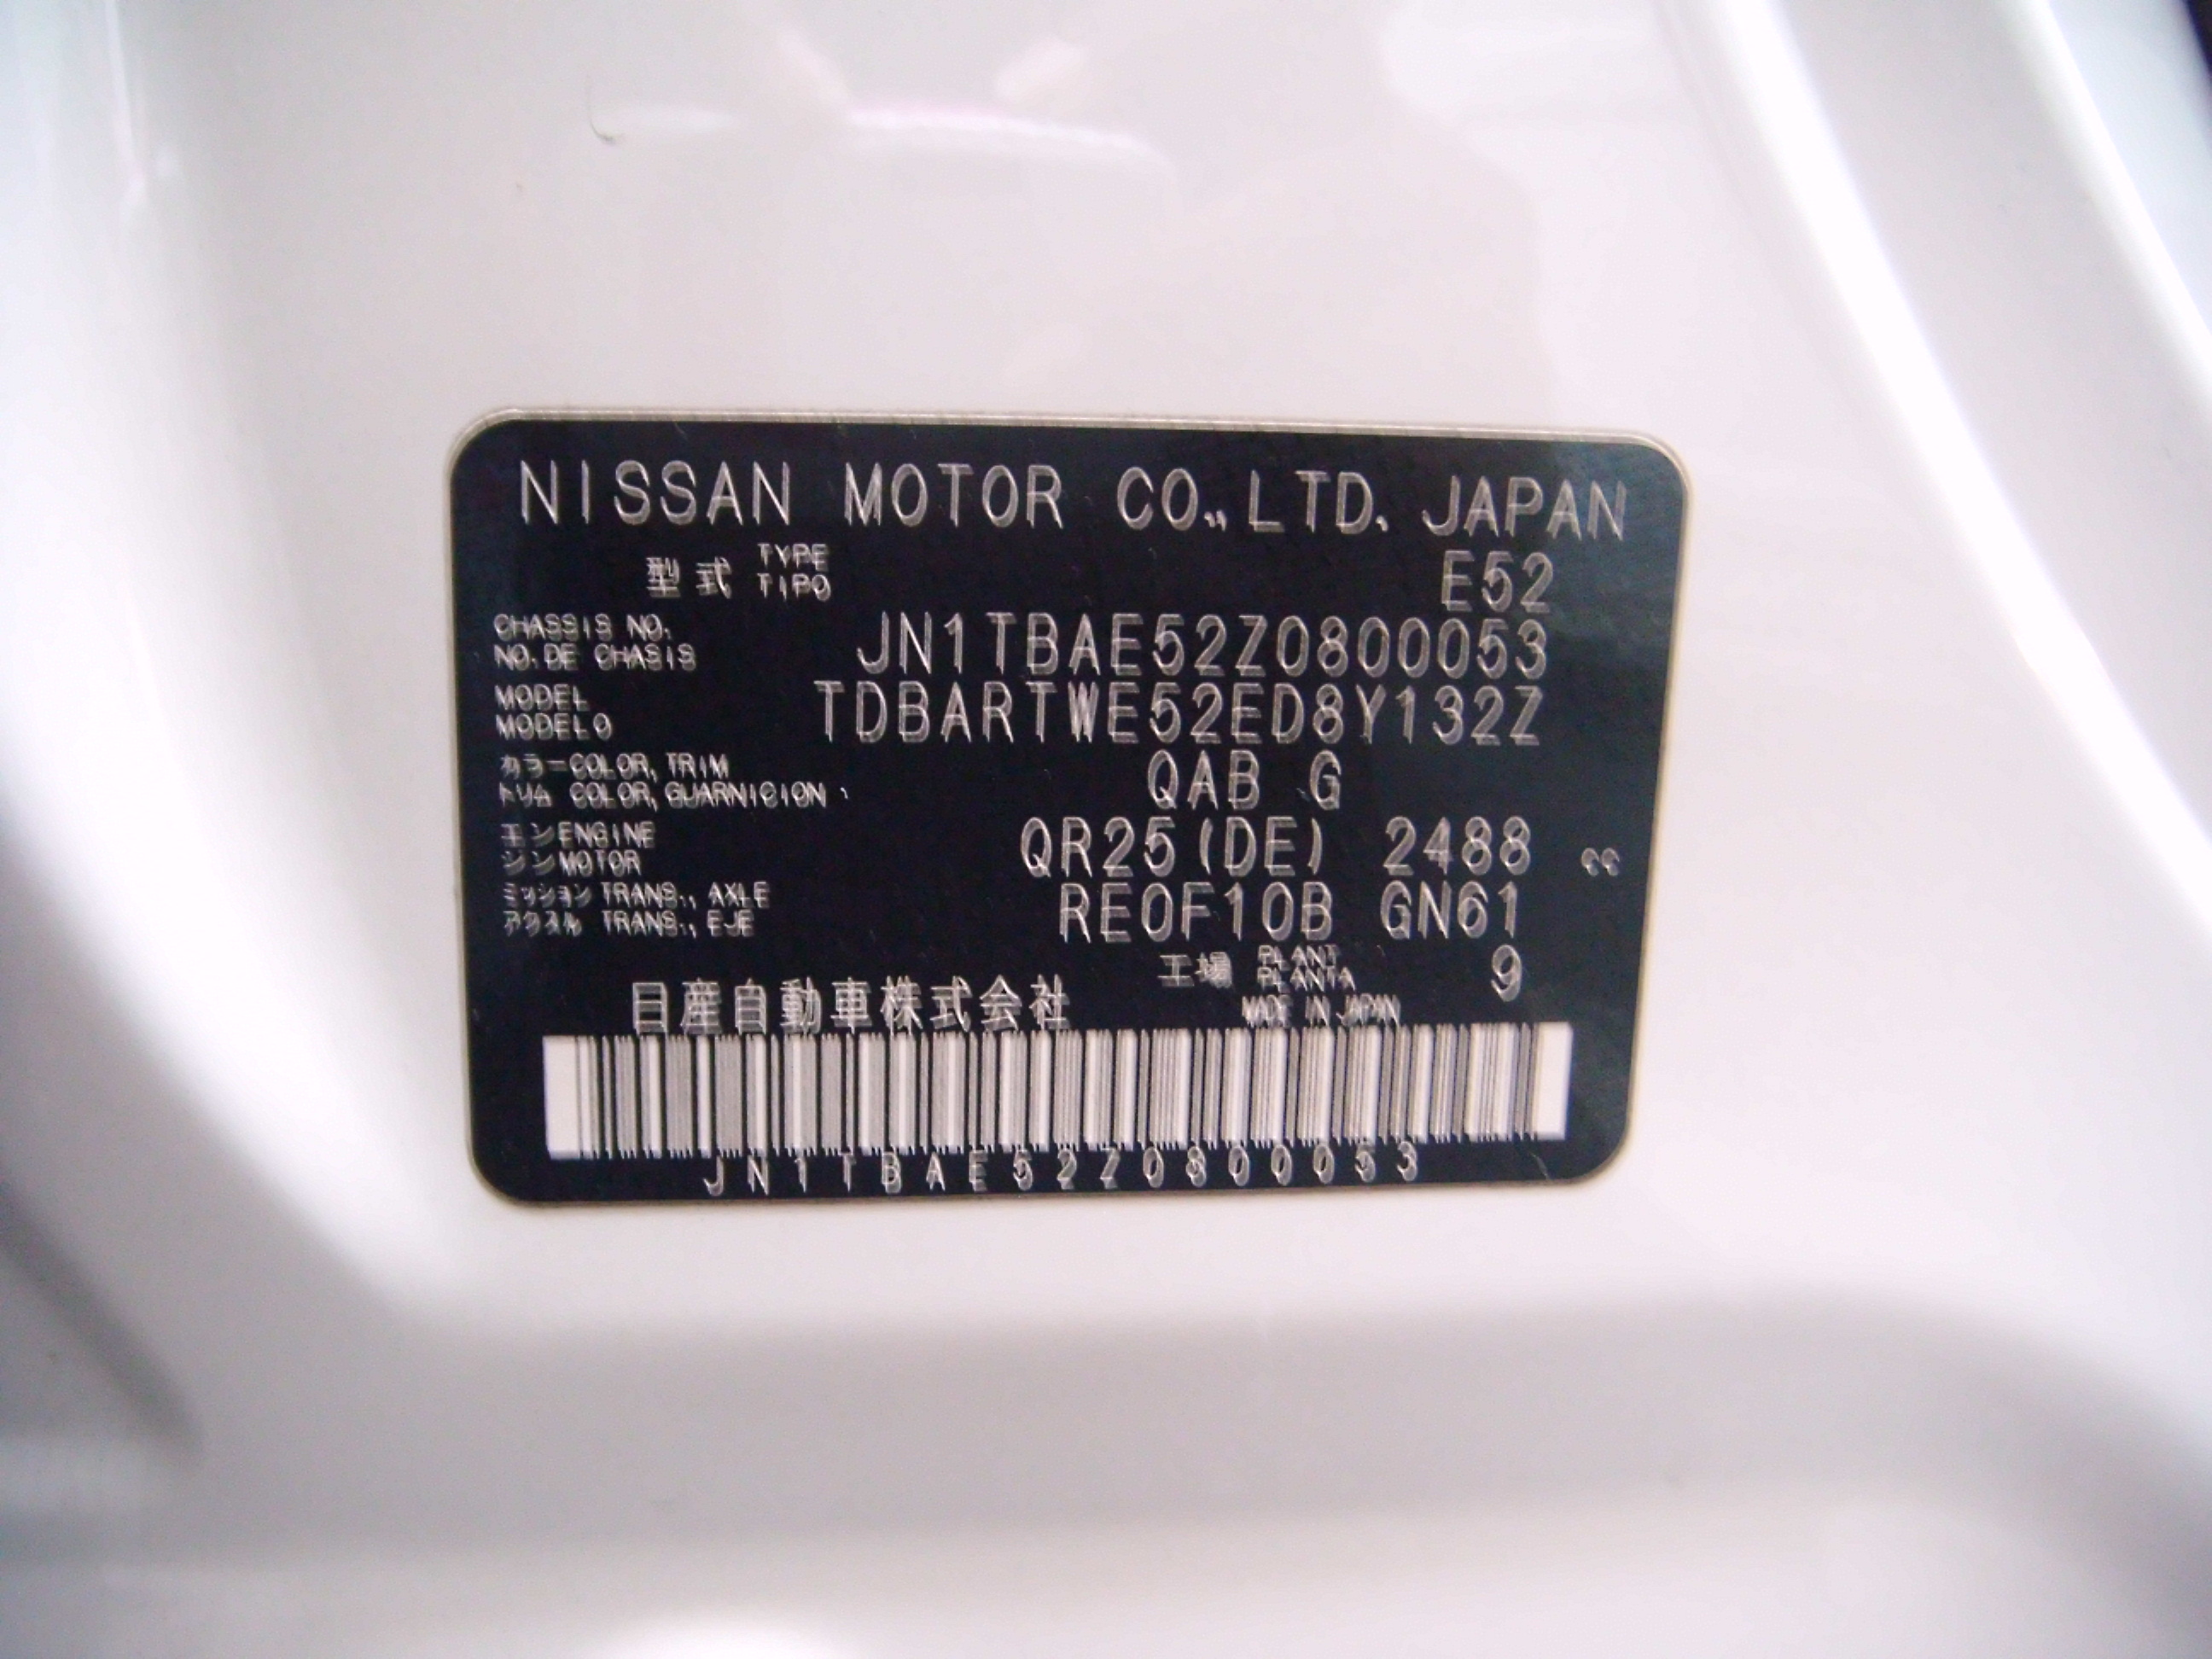 NISSAN MOTOR CO.,LTD. JAPAN
型式 TYPE TIPO E52
CHASSIS NO. NO.DE CHASIS JN1TBAE52Z0800053
MODEL MODELO TDBARTWE52ED8Y132Z
カラー COLOR,TRIM QAB G
トリム COLOR,GUARNICION
エン ENGINE QR25(DE) 2488 cc
ジン MOTOR
ミッション TRANS., AXLE RE0F10B GN61
アクスル TRANS., EJE
工場 PLANT PLANTA 9
日産自動車株式会社 MADE IN JAPAN
JN1TBAE52Z0800053